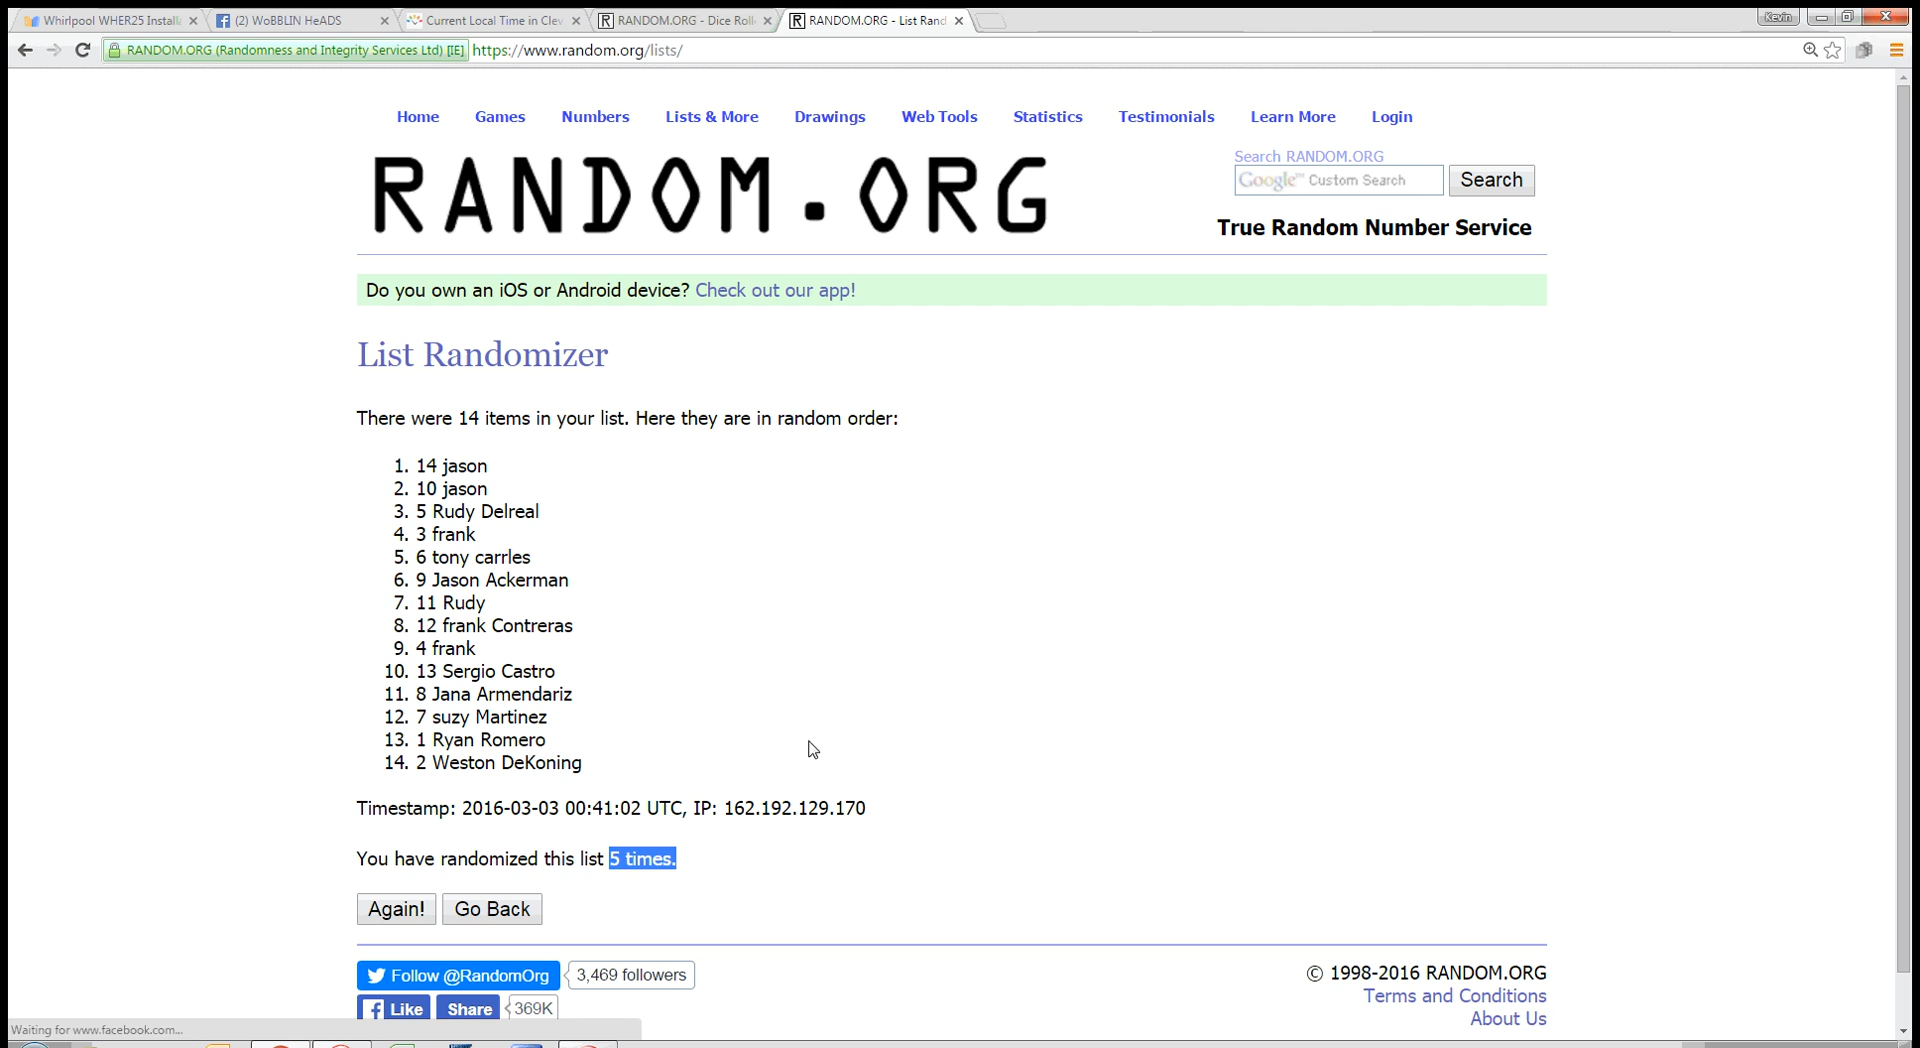 Whirlpool WHER25 Install
(2) WoBBLIN HeADS
Current Local Time in Clev
RANDOM.ORG - Dice Roll
RANDOM.ORG - List Rand
Kevin
RANDOM.ORG (Randomness and Integrity Services Ltd) [IE] https://www.random.org/lists/
Home Games Numbers Lists & More Drawings Web Tools Statistics Testimonials Learn More Login
RANDOM.ORG
Search RANDOM.ORG
Google™ Custom Search Search
True Random Number Service
Do you own an iOS or Android device? Check out our app!
List Randomizer
There were 14 items in your list. Here they are in random order:
1. 14 jason
2. 10 jason
3. 5 Rudy Delreal
4. 3 frank
5. 6 tony carrles
6. 9 Jason Ackerman
7. 11 Rudy
8. 12 frank Contreras
9. 4 frank
10. 13 Sergio Castro
11. 8 Jana Armendariz
12. 7 suzy Martinez
13. 1 Ryan Romero
14. 2 Weston DeKoning
Timestamp: 2016-03-03 00:41:02 UTC, IP: 162.192.129.170
You have randomized this list 5 times.
Again! Go Back
Follow @RandomOrg 3,469 followers
Like Share 369K
© 1998-2016 RANDOM.ORG
Terms and Conditions
About Us
Waiting for www.facebook.com...